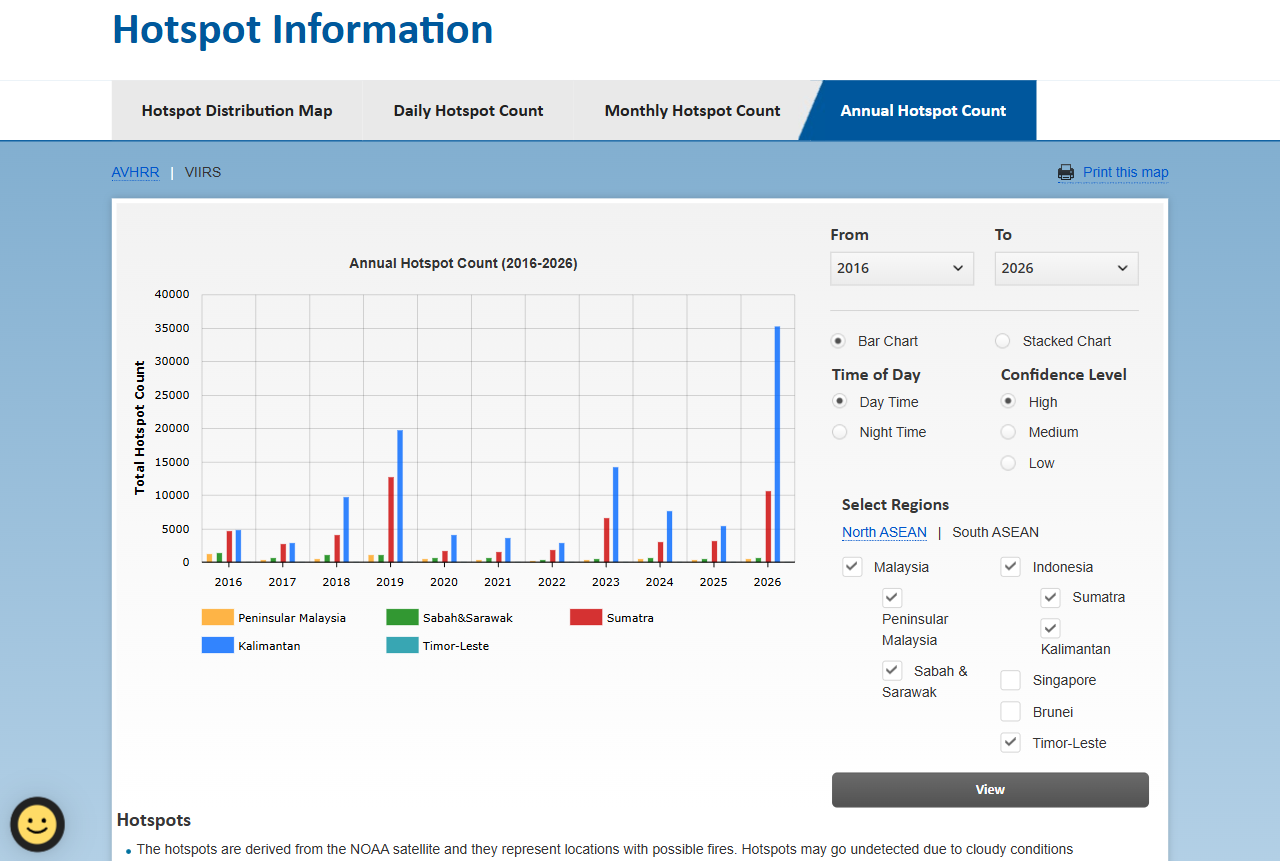 Hotspot Information
Hotspot Distribution Map
Daily Hotspot Count
Monthly Hotspot Count
Annual Hotspot Count
AVHRR | VIIRS
Print this map
Annual Hotspot Count (2016-2026)
Total Hotspot Count
40000
35000
30000
25000
20000
15000
10000
5000
0
2016 2017 2018 2019 2020 2021 2022 2023 2024 2025 2026
Peninsular Malaysia Sabah&Sarawak Sumatra
Kalimantan Timor-Leste
From To
2016 2026
Bar Chart Stacked Chart
Time of Day
Day Time
Night Time
Confidence Level
High
Medium
Low
Select Regions
North ASEAN | South ASEAN
Malaysia
Peninsular
Malaysia
Sabah &
Sarawak
Indonesia
Sumatra
Kalimantan
Singapore
Brunei
Timor-Leste
View
Hotspots
The hotspots are derived from the NOAA satellite and they represent locations with possible fires. Hotspots may go undetected due to cloudy conditions